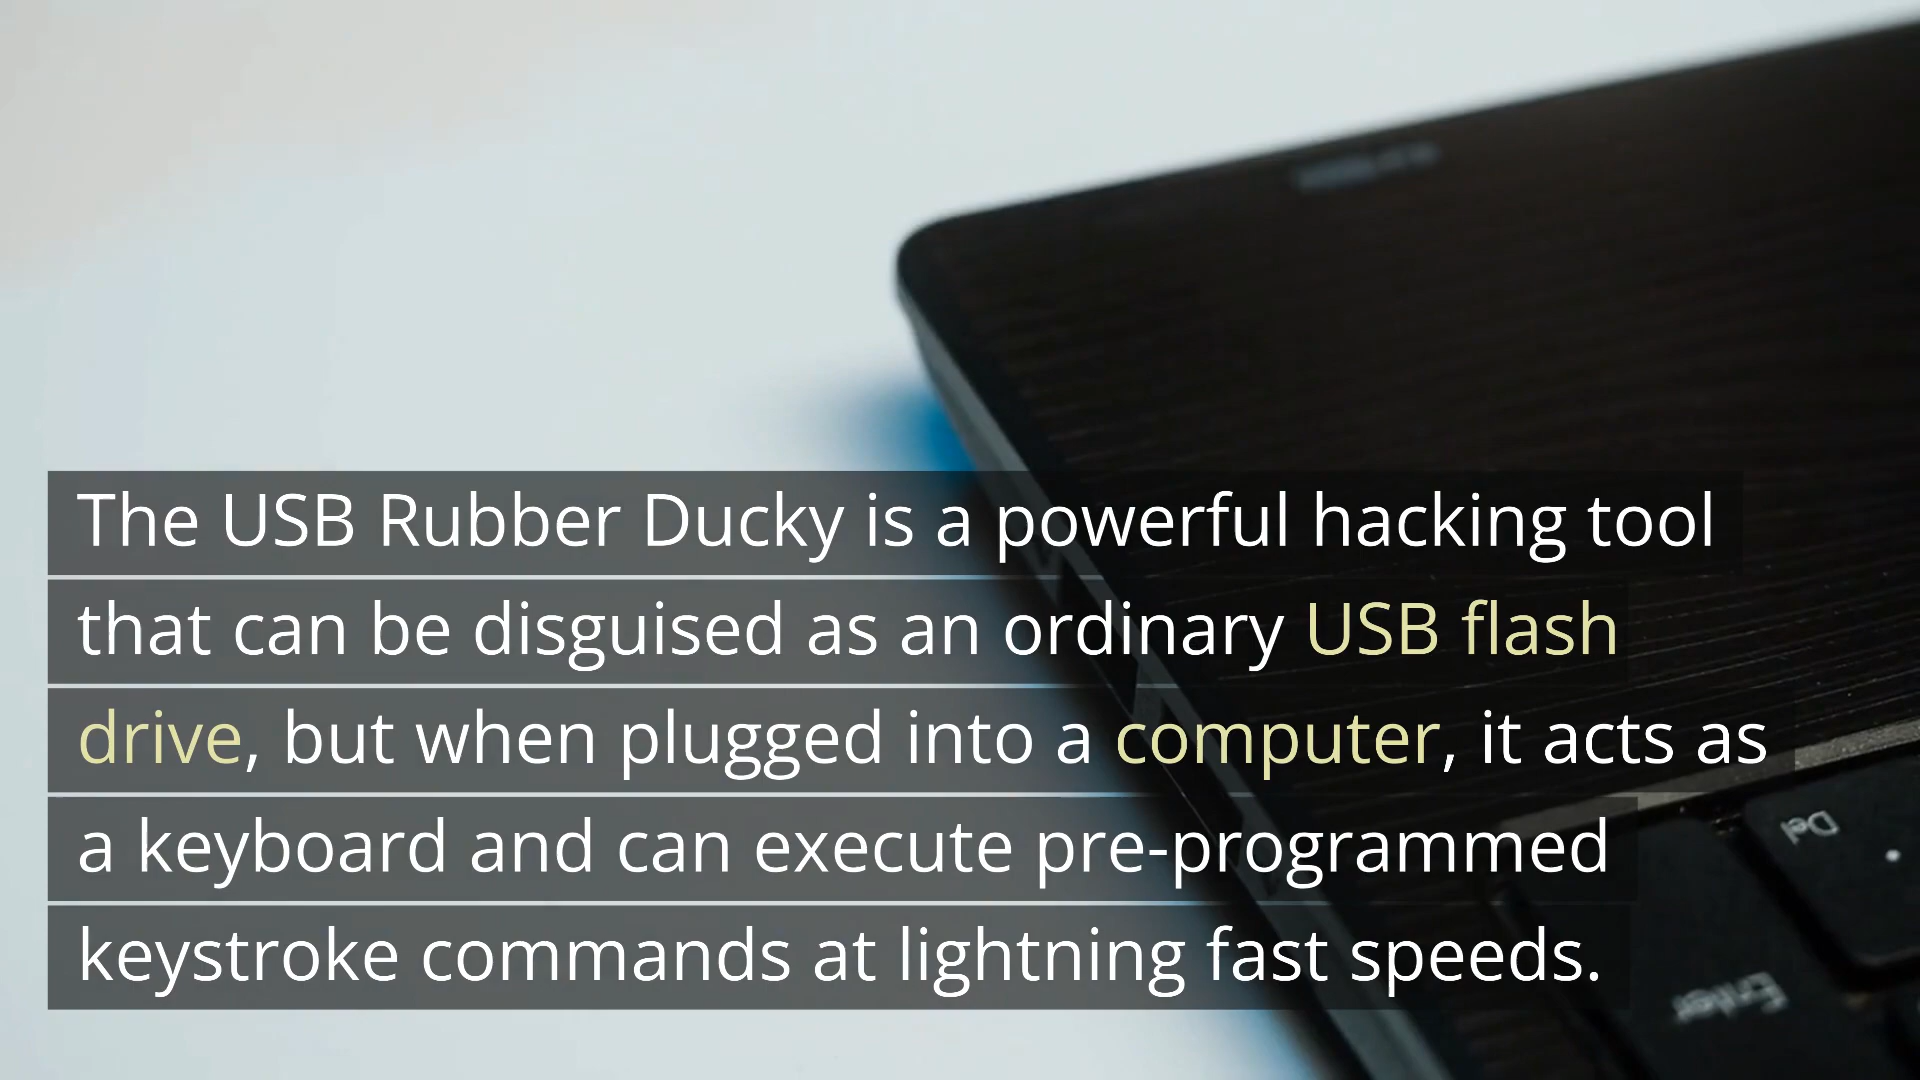 The USB Rubber Ducky is a powerful hacking tool
that can be disguised as an ordinary USB flash
drive, but when plugged into a computer, it acts as
a keyboard and can execute pre-programmed
keystroke commands at lightning fast speeds.
Del
Enter